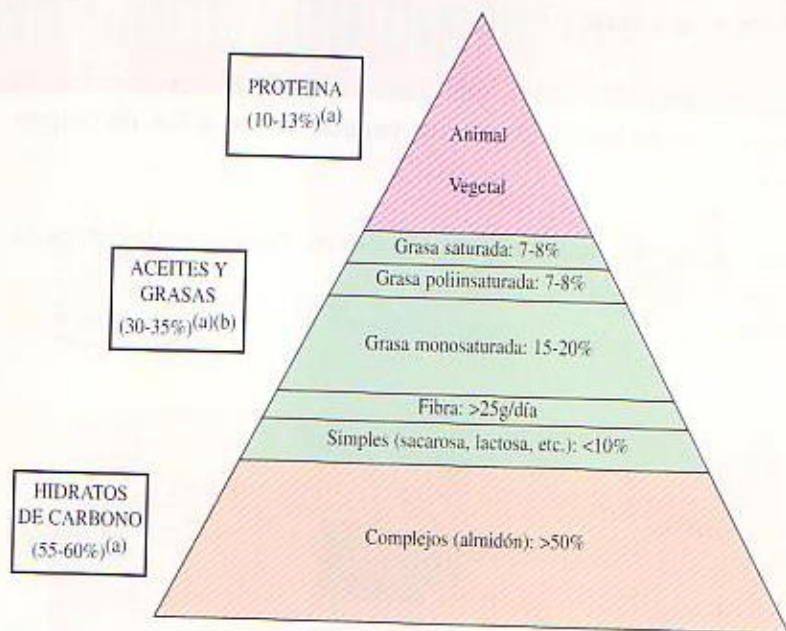 PROTEINA
(10-13%)(a)
Animal
Vegetal
Grasa saturada: 7-8%
ACEITES Y
GRASAS
(30-35%)(a)(b)
Grasa poliinsaturada: 7-8%
Grasa monosaturada: 15-20%
Fibra: >25g/día
Simples (sacarosa, lactosa, etc.): <10%
HIDRATOS
DE CARBONO
(55-60%)(a)
Complejos (almidón): >50%